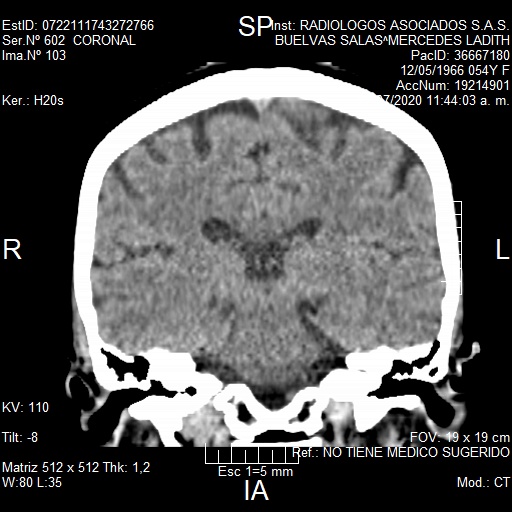 EstID: 0722111743272766
Ser.Nº 602 CORONAL
Ima.Nº 103
Ker.: H20s
SP
Inst: RADIOLOGOS ASOCIADOS S.A.S.
BUELVAS SALAS^MERCEDES LADITH
PacID: 36667180
12/05/1966 054Y F
AccNum: 19214901
7/2020 11:44:03 a. m.
R
L
KV: 110
Tilt: -8
Matriz 512 x 512 Thk: 1,2
W:80 L:35
Esc 1=5 mm
IA
FOV: 49 x 19 cm
Ref.: NO TIENE MEDICO SUGERIDO
Mod.: CT